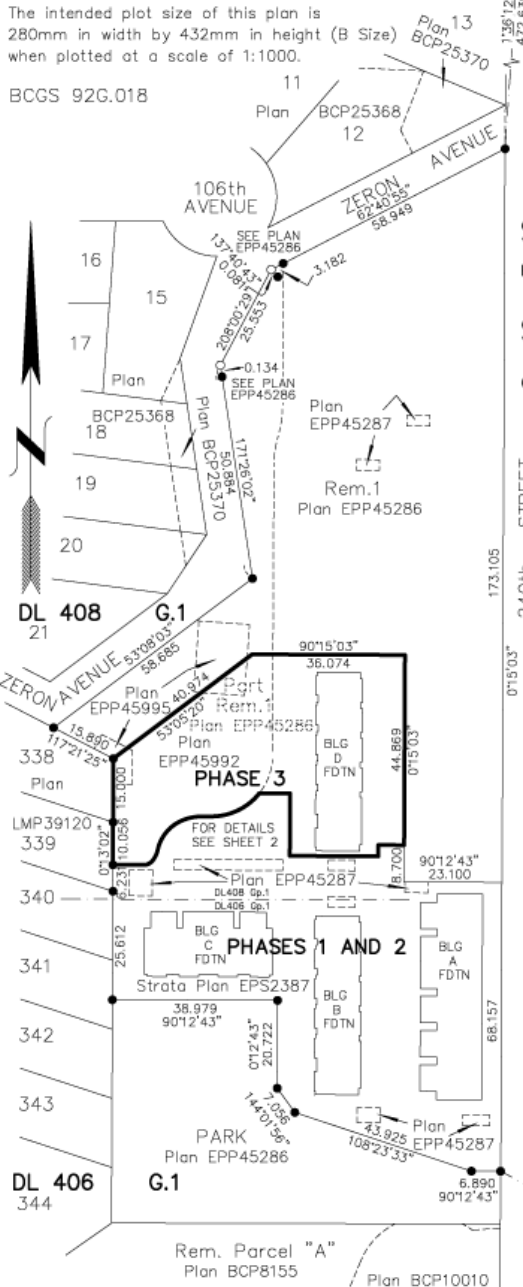 The intended plot size of this plan is
280mm in width by 432mm in height (B Size)
when plotted at a scale of 1:1000.
BCGS 92G.018
Plan 13
BCP25370
1°36'12"
11
Plan
BCP25368
12
ZERON AVENUE
62°40'55"
58.949
106th
AVENUE
SEE PLAN
EPP45286
137°40'43"
0.081
3.182
208°00'29"
25.553
16
15
17
Plan
BCP25368
0.134
SEE PLAN
EPP45286
Plan
EPP45287
18
Plan BCP25370
171°26'02"
50.884
Rem.1
Plan EPP45286
19
20
173.105
STREET
0°15'03"
DL 408
G.1
21
53°08'03"
58.685
ZERON AVENUE
90°15'03"
36.074
Plan
EPP45995
40.974
53°05'20"
Part
Rem.1
Plan EPP45286
15.890
117°21'25"
338
Plan
Plan
EPP45992
BLG
D
FDTN
44.869
0°15'03"
15.000
PHASE 3
LMP39120
339
0°13'02"
10.056
FOR DETAILS
SEE SHEET 2
8.700
90°12'43"
23.100
6.231
Plan EPP45287
340
DL408 Gp.1
DL406 Gp.1
25.612
BLG
C
FDTN
PHASES 1 AND 2
BLG
A
FDTN
341
Strata Plan EPS2387
BLG
B
FDTN
38.979
90°12'43"
0°12'43"
20.722
68.157
342
343
7.056
144°01'56"
43.925
108°23'33"
Plan
EPP45287
PARK
Plan EPP45286
DL 406
G.1
344
6.890
90°12'43"
Rem. Parcel "A"
Plan BCP8155
Plan BCP10010